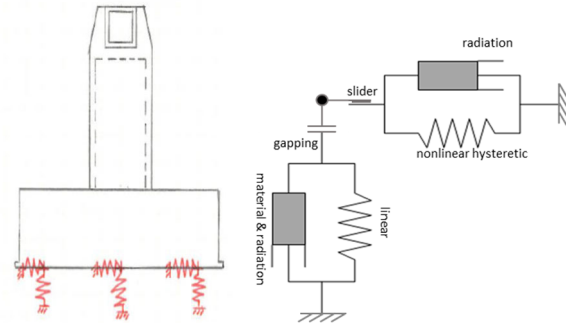 radiation
slider
gapping
nonlinear hysteretic
material & radiation
linear